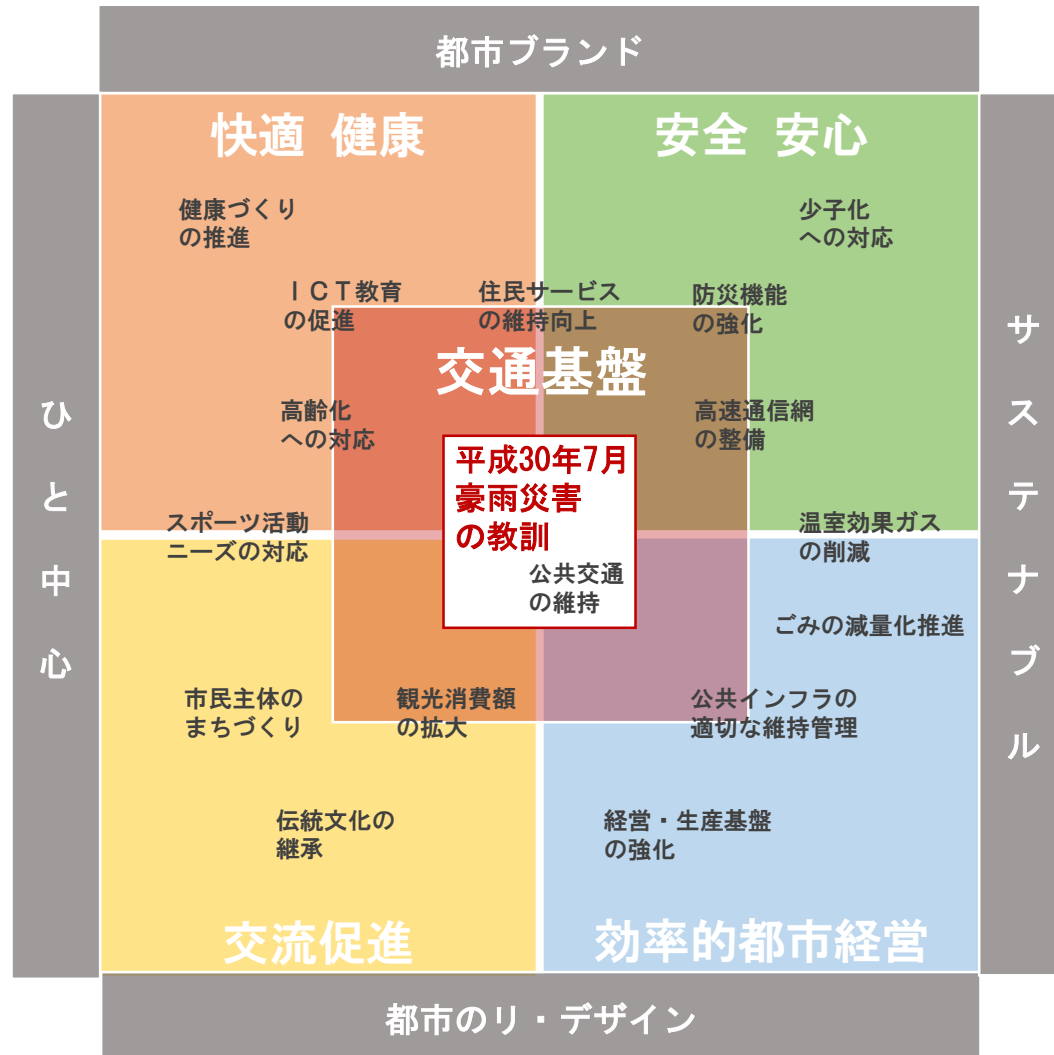 都市ブランド
快適 健康
安全 安心
健康づくり
の推進
少子化
への対応
ＩＣＴ教育
の促進
住民サービス
の維持向上
防災機能
の強化
交通基盤
高齢化
への対応
高速通信網
の整備
平成30年7月
豪雨災害
の教訓
公共交通
の維持
スポーツ活動
ニーズの対応
温室効果ガス
の削減
ごみの減量化推進
市民主体の
まちづくり
観光消費額
の拡大
公共インフラの
適切な維持管理
伝統文化の
継承
経営・生産基盤
の強化
交流促進
効率的都市経営
ひと中心
サステナブル
都市のリ・デザイン